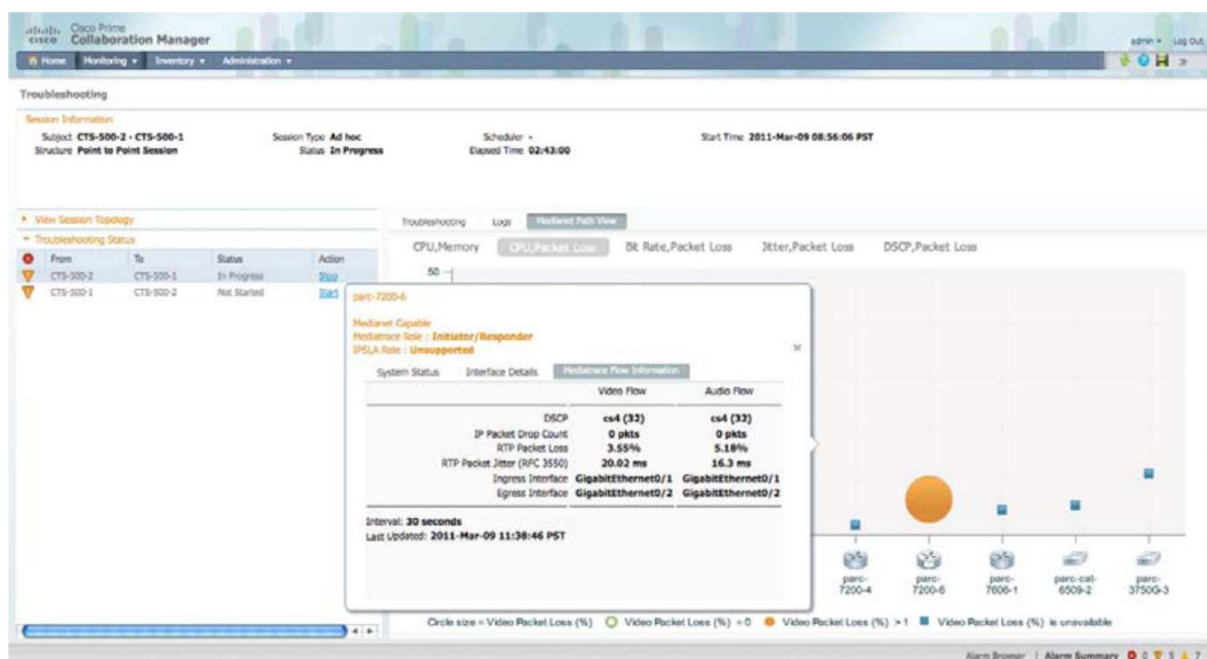 Cisco Prime
Collaboration Manager
cisco
admin Log Out
Home Monitoring Inventory Administration
Troubleshooting
Session Information
Subject CTS-500-2 - CTS-500-1 Session Type Ad hoc Scheduler - Start Time 2011-Mar-09 08:56:06 PST
Structure Point to Point Session Status In Progress Elapsed Time 02:43:00
View Session Topology
Troubleshooting Logs Medianet Path View
Troubleshooting Status
CPU,Memory CPU,Packet Loss Bit Rate,Packet Loss Jitter,Packet Loss DSCP,Packet Loss
From To Status Action
CTS-500-2 CTS-500-1 In Progress Stop
CTS-500-1 CTS-500-2 Not Started Start
50
parc-7200-6
Medianet Capable
Mediatrace Role : Initiator/Responder
IPSLA Role : Unsupported
System Status Interface Details Mediatrace Flow Information
Video Flow Audio Flow
DSCP cs4 (32) cs4 (32)
IP Packet Drop Count 0 pkts 0 pkts
RTP Packet Loss 3.55% 5.18%
RTP Packet Jitter (RFC 3550) 20.02 ms 16.3 ms
Ingress Interface GigabitEthernet0/1 GigabitEthernet0/1
Egress Interface GigabitEthernet0/2 GigabitEthernet0/2
Interval: 30 seconds
Last Updated: 2011-Mar-09 11:38:46 PST
parc-7200-4
parc-7200-6
parc-7606-1
parc-cat-6509-2
parc-3750G-3
Circle size = Video Packet Loss (%) Video Packet Loss (%) = 0 Video Packet Loss (%) > 1 Video Packet Loss (%) is unavailable
Alarm Browser | Alarm Summary 0 5 7